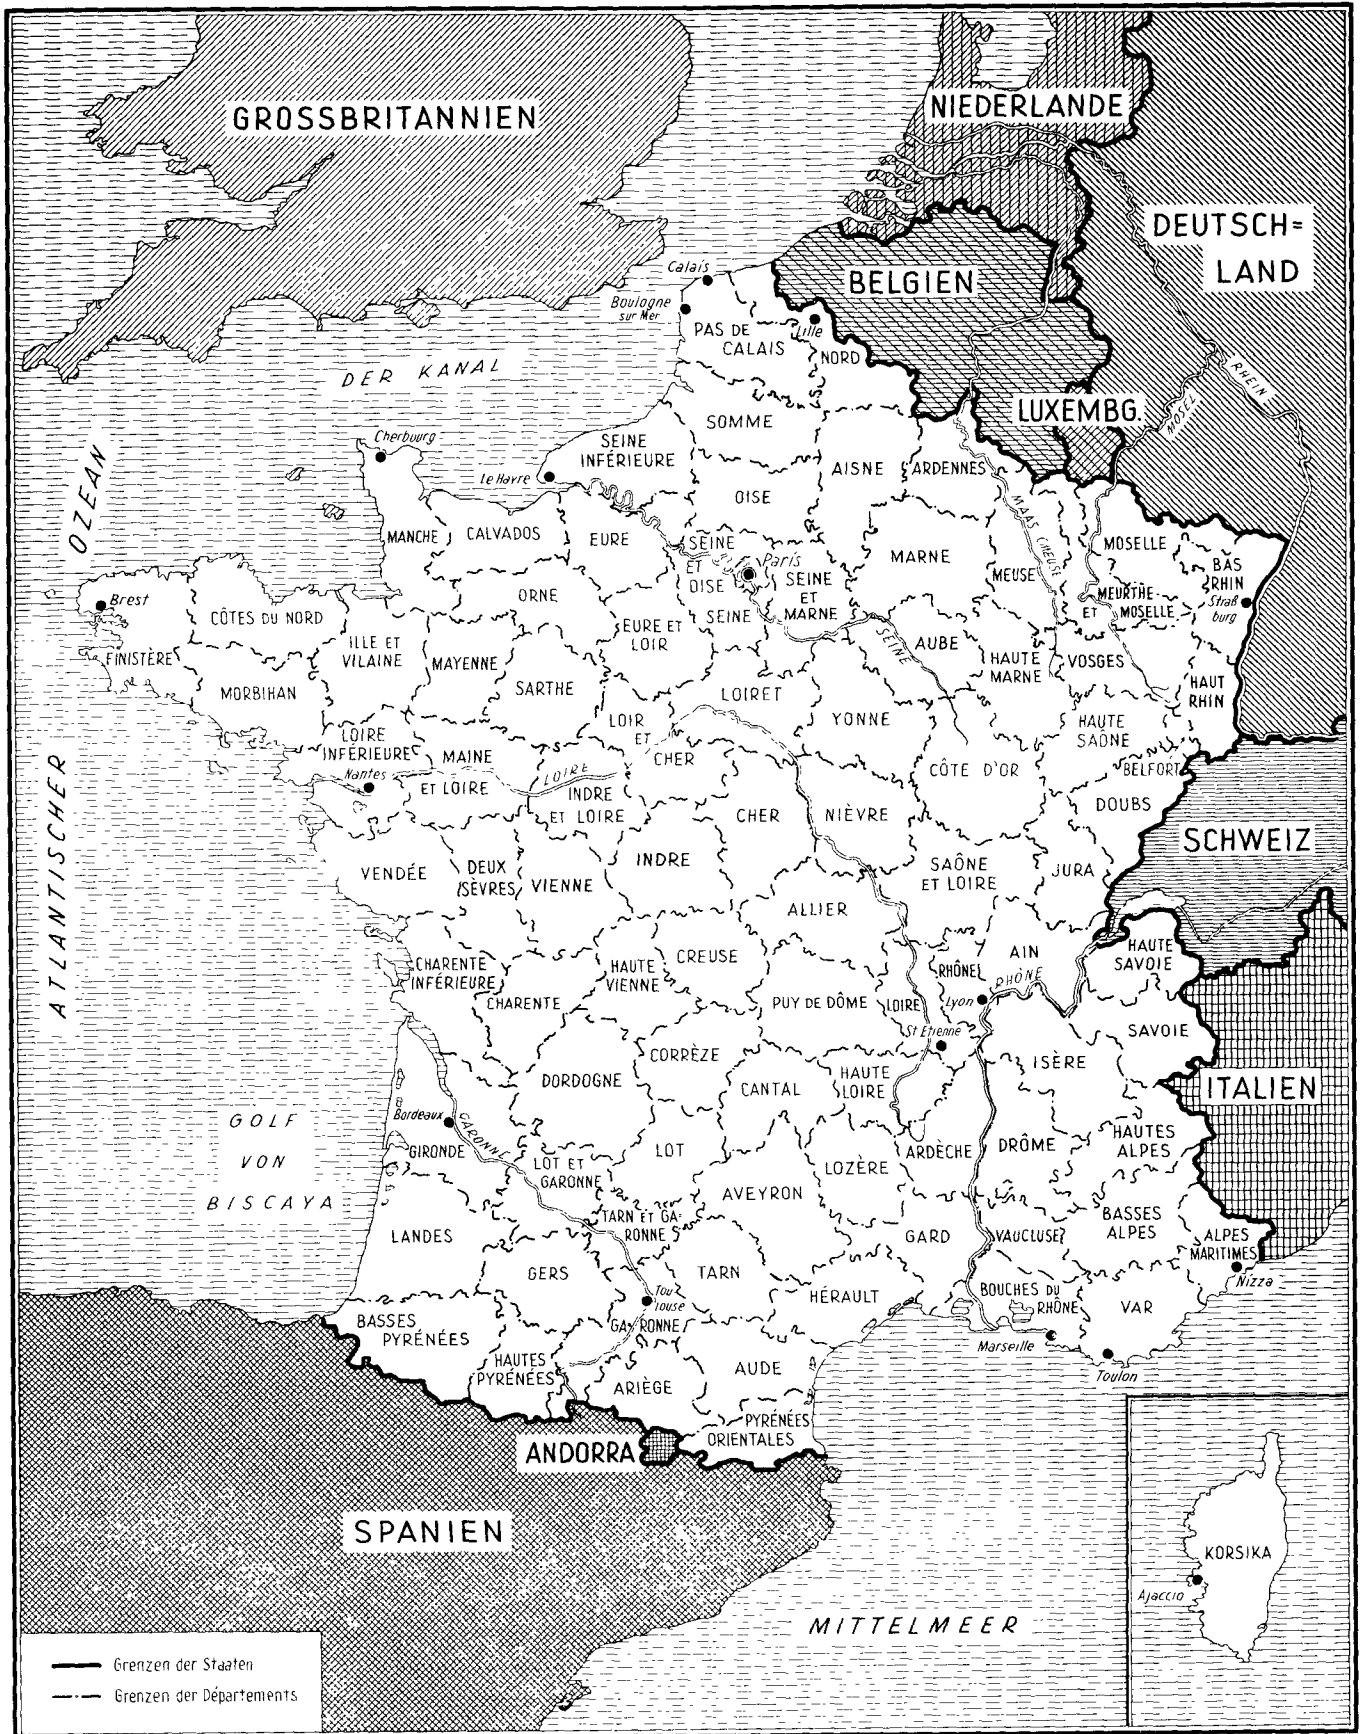 GROSSBRITANNIEN
NIEDERLANDE
DEUTSCH=
LAND
BELGIEN
LUXEMBG.
RHEIN
MOSEL
DER KANAL
ATLANTISCHER
OZEAN
Calais
Boulogne
sur Mer
Lille
PAS DE
CALAIS
NORD
SOMME
SEINE
INFÉRIEURE
Cherbourg
Le Havre
OISE
AISNE
ARDENNES
MAAS
MANCHE
CALVADOS
EURE
SEINE
ET
OISE
Paris
SEINE
SEINE
ET
MARNE
MARNE
MEUSE
MOSELLE
BAS
RHIN
Straß
burg
MEURTHE-
ET
MOSELLE
Brest
FINISTÈRE
CÔTES DU NORD
MORBIHAN
ILLE ET
VILAINE
MAYENNE
ORNE
SARTHE
EURE ET
LOIR
SEINE
AUBE
HAUTE
MARNE
VOSGES
HAUT
RHIN
LOIRET
YONNE
LOIR
ET
CHER
LOIRE
INFÉRIEURE
Nantes
MAINE
ET LOIRE
LOIRE
INDRE
ET LOIRE
CÔTE D'OR
HAUTE
SAÔNE
BELFORT
DOUBS
CHER
NIÈVRE
SCHWEIZ
VENDÉE
DEUX
SÈVRES
VIENNE
INDRE
SAÔNE
ET LOIRE
JURA
ALLIER
CHARENTE
INFÉRIEURE
CHARENTE
HAUTE
VIENNE
CREUSE
PUY DE DÔME
LOIRE
RHÔNE
AIN
RHÔNE
Lyon
HAUTE
SAVOIE
SAVOIE
St Etienne
ISÈRE
ITALIEN
DORDOGNE
CORRÈZE
CANTAL
HAUTE
LOIRE
GOLF
VON
BISCAYA
Bordeaux
GARONNE
GIRONDE
LOT ET
GARONNE
LOT
LOZÈRE
ARDÈCHE
DRÔME
HAUTES
ALPES
AVEYRON
LANDES
TARN ET GA=
RONNE
GARD
VAUCLUSE
BASSES
ALPES
ALPES
MARITIMES
Nizza
GERS
Tou
louse
GA RONNE
TARN
HÉRAULT
BOUCHES DU
RHÔNE
VAR
Marseille
Toulon
BASSES
PYRÉNÉES
HAUTES
PYRÉNÉES
ARIÈGE
AUDE
PYRÉNÉES
ORIENTALES
ANDORRA
SPANIEN
MITTELMEER
KORSIKA
Ajaccio
Grenzen der Staaten
Grenzen der Départements